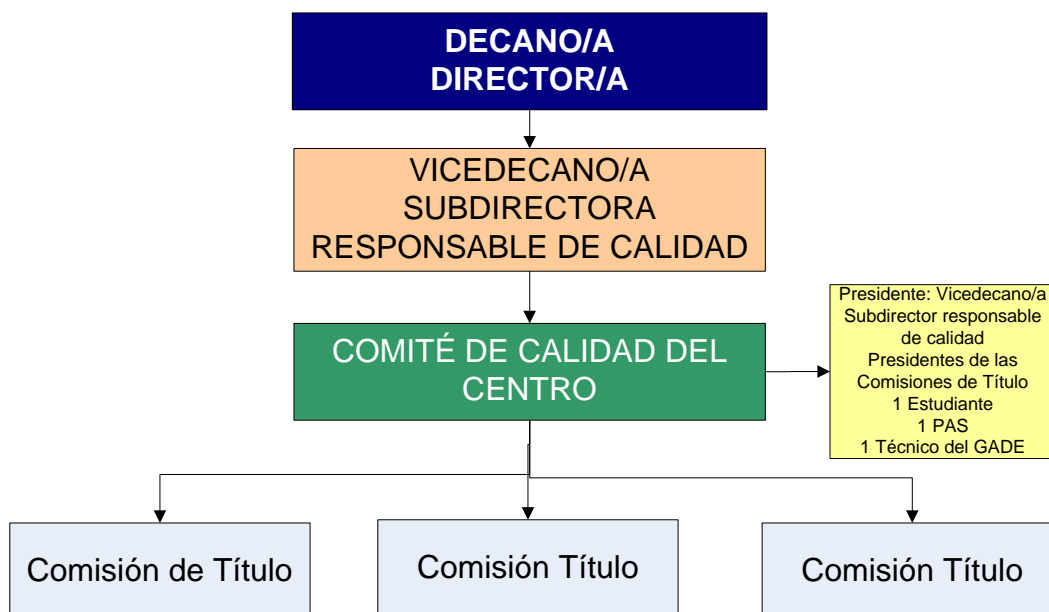 DECANO/A
DIRECTOR/A
VICEDECANO/A
SUBDIRECTORA
RESPONSABLE DE CALIDAD
COMITÉ DE CALIDAD DEL
CENTRO
Presidente: Vicedecano/a
Subdirector responsable
de calidad
Presidentes de las
Comisiones de Título
1 Estudiante
1 PAS
1 Técnico del GADE
Comisión de Título
Comisión Título
Comisión Título